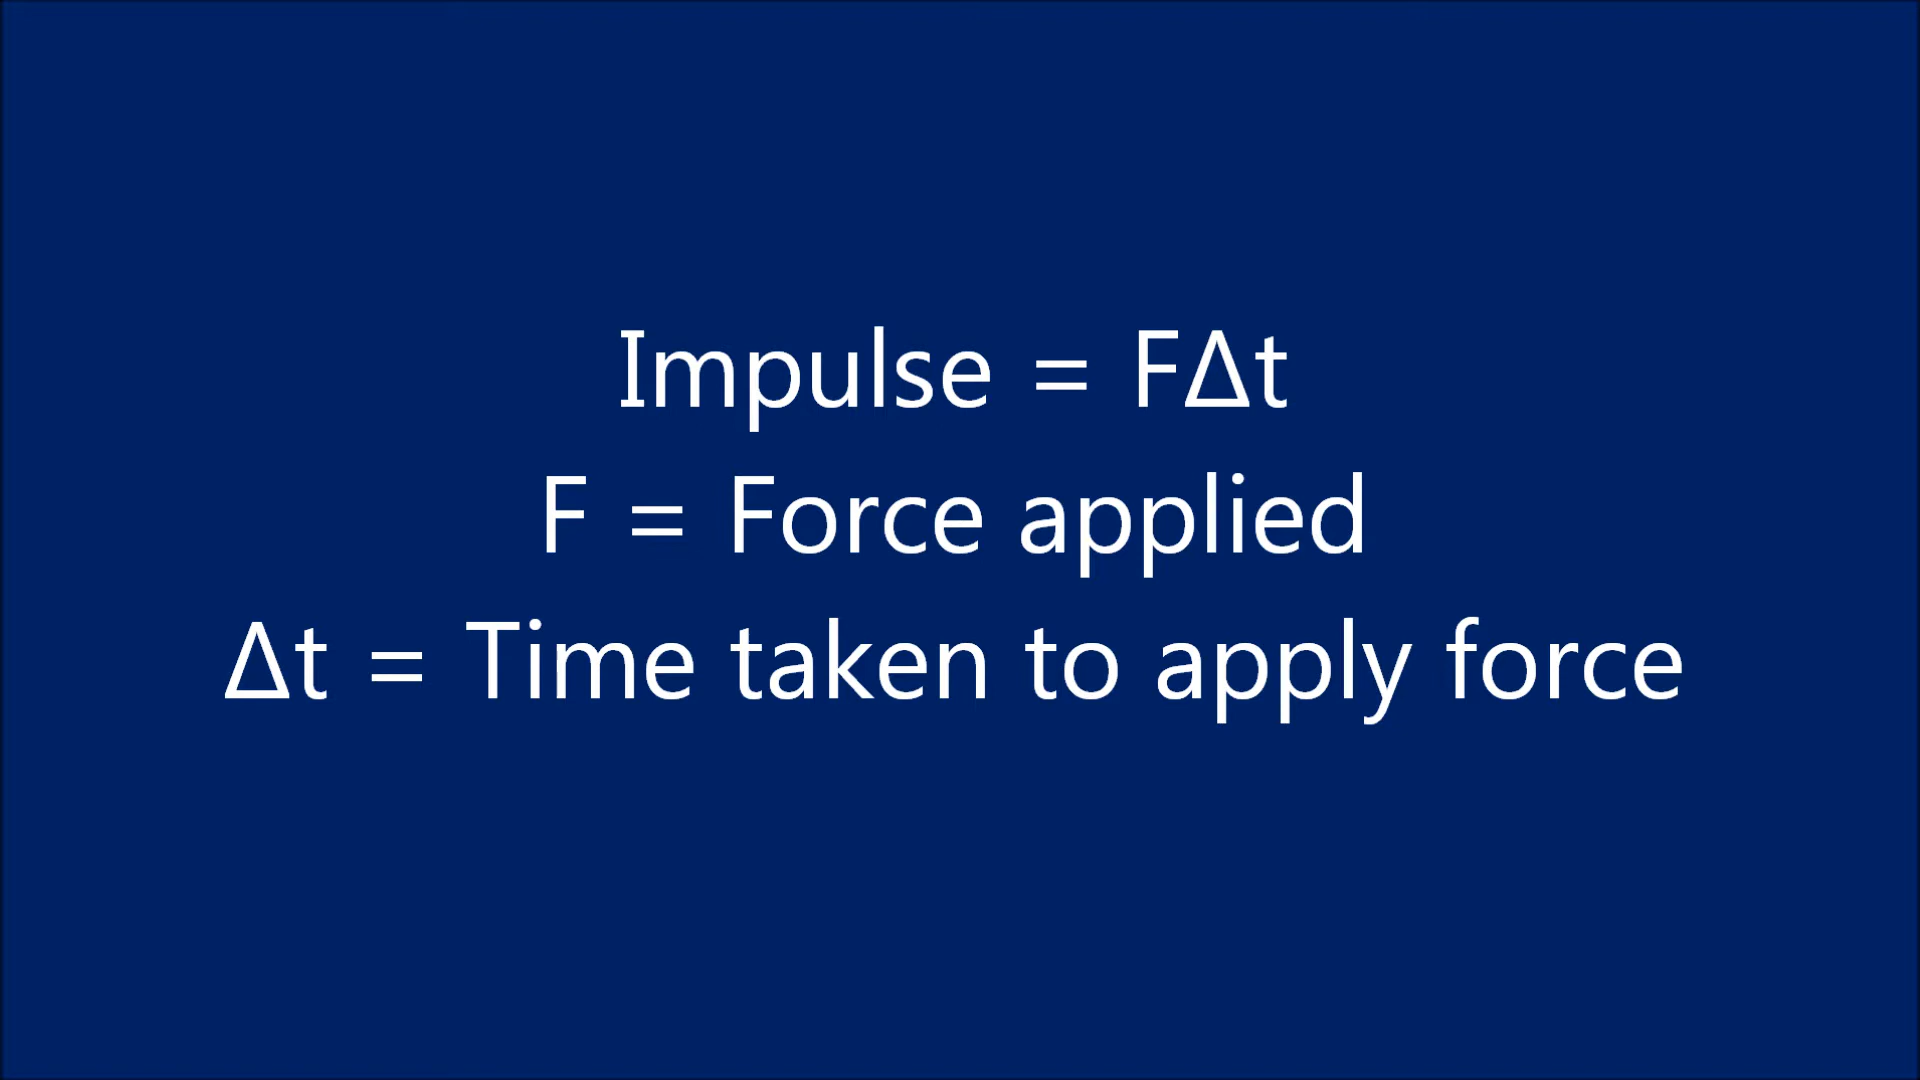 Impulse = FΔt
F = Force applied
Δt = Time taken to apply force